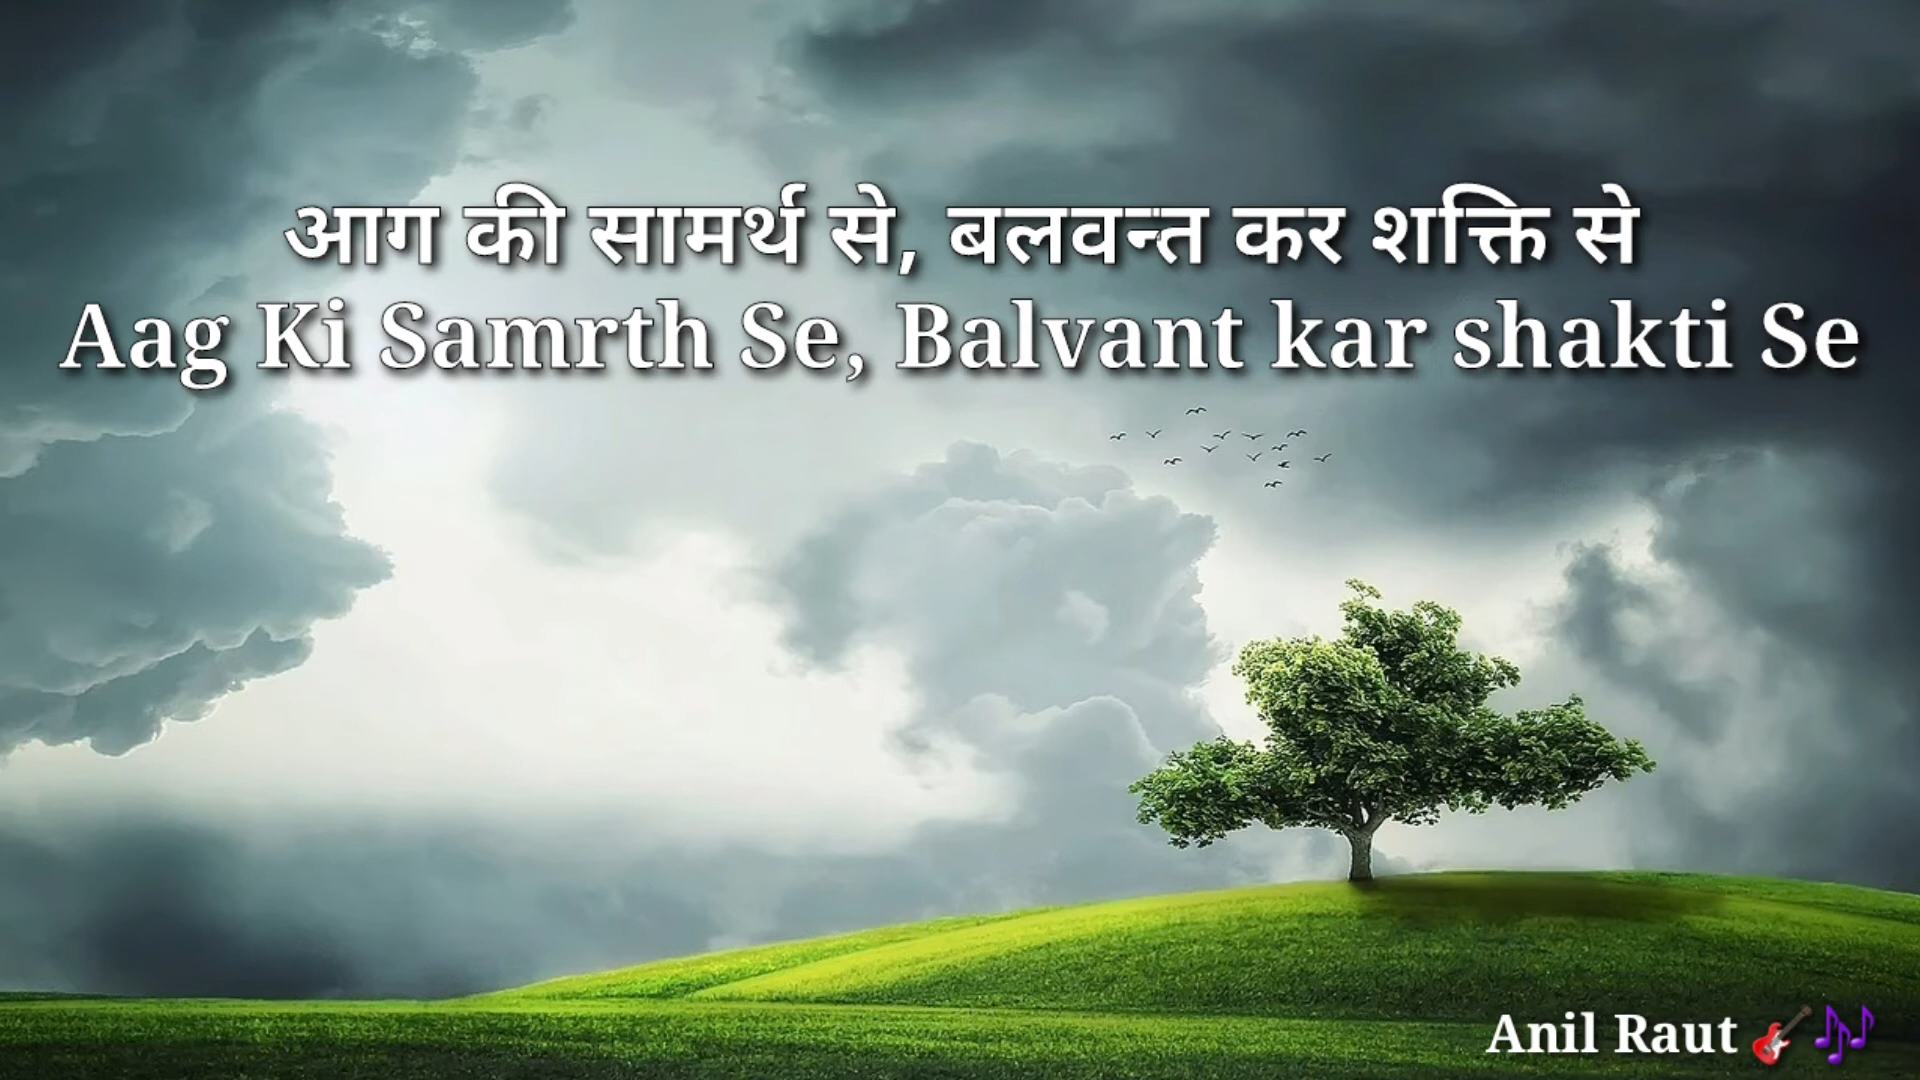 आग की सामर्थ से, बलवन्त कर शक्ति से
Aag Ki Samrth Se, Balvant kar shakti Se
Anil Raut 🎸🎶